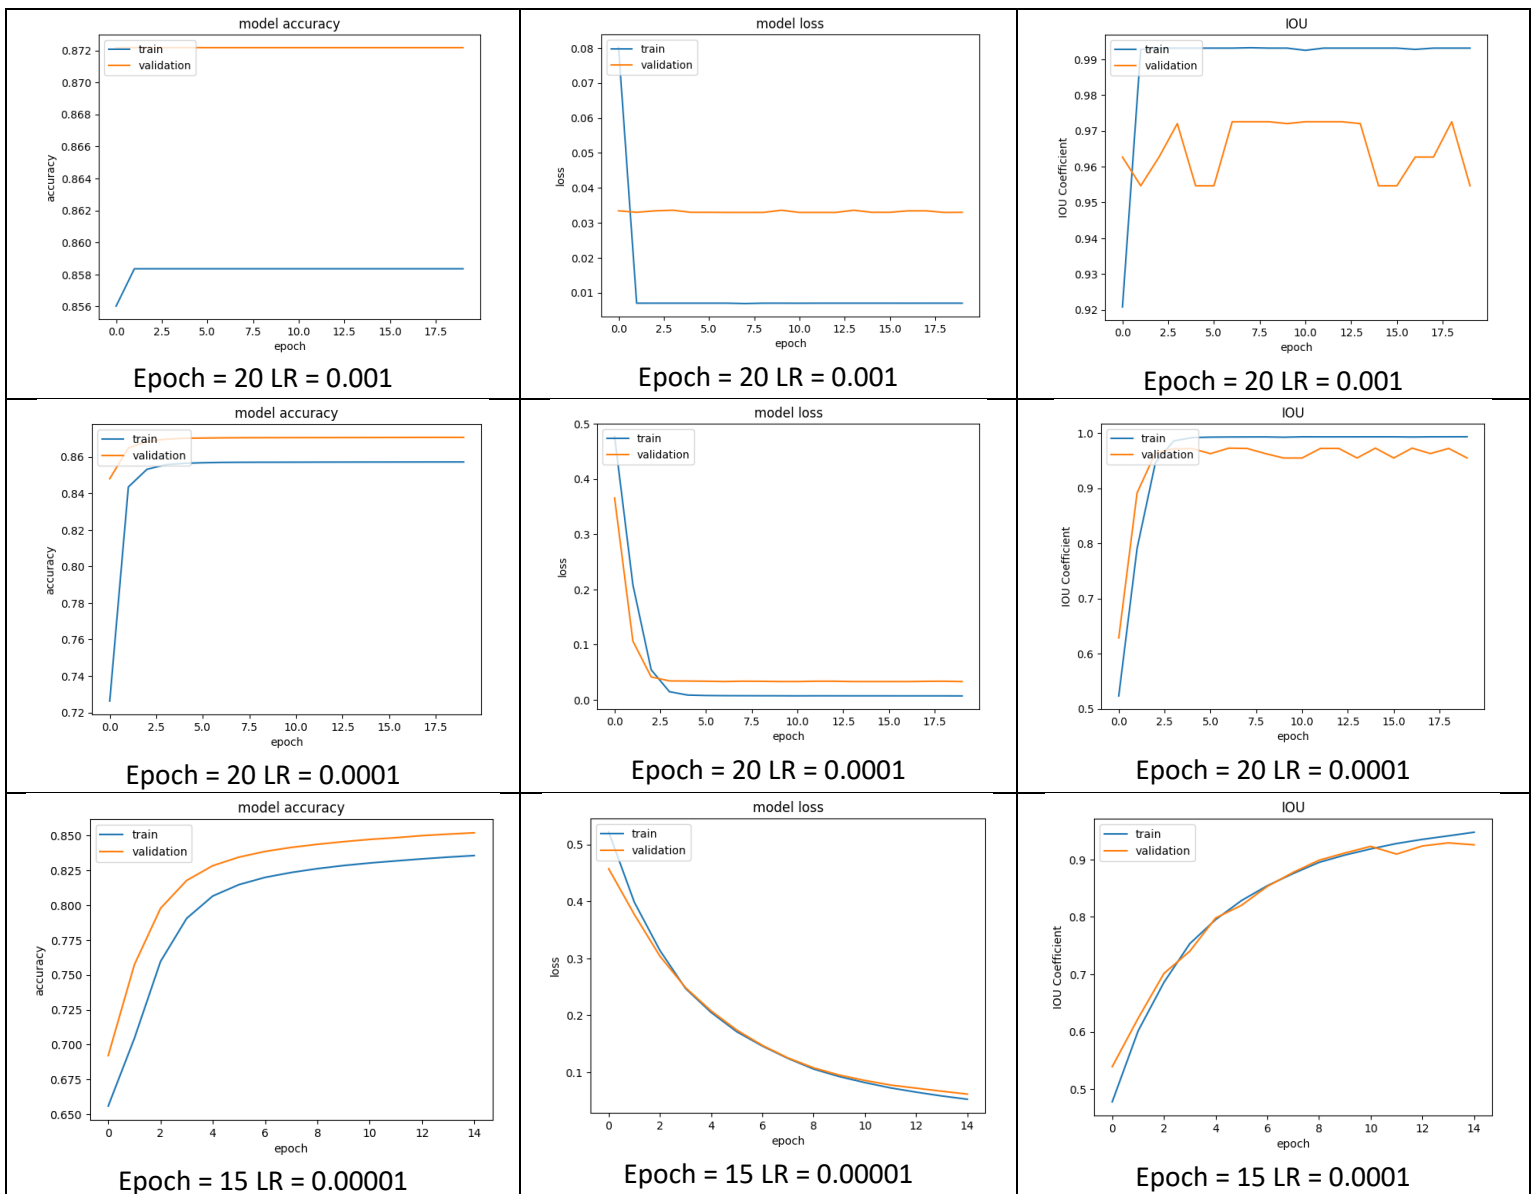 model accuracy
train
validation
0.872
0.870
0.868
0.866
0.864
0.862
0.860
0.858
0.856
accuracy
0.0 2.5 5.0 7.5 10.0 12.5 15.0 17.5
epoch
Epoch = 20 LR = 0.001
model loss
train
validation
0.08
0.07
0.06
0.05
0.04
0.03
0.02
0.01
loss
0.0 2.5 5.0 7.5 10.0 12.5 15.0 17.5
epoch
Epoch = 20 LR = 0.001
IOU
train
validation
0.99
0.98
0.97
0.96
0.95
0.94
0.93
0.92
IOU Coefficient
0.0 2.5 5.0 7.5 10.0 12.5 15.0 17.5
epoch
Epoch = 20 LR = 0.001
model accuracy
train
validation
0.86
0.84
0.82
0.80
0.78
0.76
0.74
0.72
accuracy
0.0 2.5 5.0 7.5 10.0 12.5 15.0 17.5
epoch
Epoch = 20 LR = 0.0001
model loss
train
validation
0.5
0.4
0.3
0.2
0.1
0.0
loss
0.0 2.5 5.0 7.5 10.0 12.5 15.0 17.5
epoch
Epoch = 20 LR = 0.0001
IOU
train
validation
1.0
0.9
0.8
0.7
0.6
0.5
IOU Coefficient
0.0 2.5 5.0 7.5 10.0 12.5 15.0 17.5
epoch
Epoch = 20 LR = 0.0001
model accuracy
train
validation
0.850
0.825
0.800
0.775
0.750
0.725
0.700
0.675
0.650
accuracy
0 2 4 6 8 10 12 14
epoch
Epoch = 15 LR = 0.00001
model loss
train
validation
0.5
0.4
0.3
0.2
0.1
loss
0 2 4 6 8 10 12 14
epoch
Epoch = 15 LR = 0.00001
IOU
train
validation
0.9
0.8
0.7
0.6
0.5
IOU Coefficient
0 2 4 6 8 10 12 14
epoch
Epoch = 15 LR = 0.0001